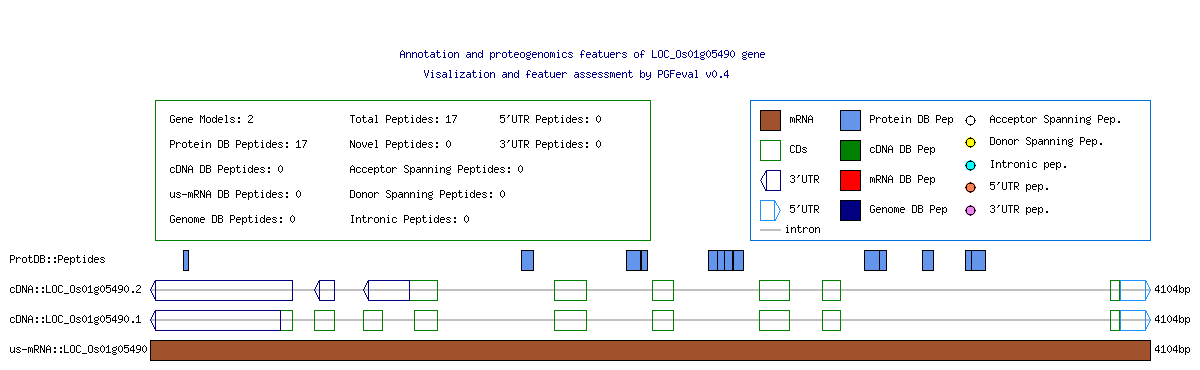 Annotation and proteogenomics featuers of LOC_Os01g05490 gene
Visalization and featuer assessment by PGFeval v0.4
Gene Models: 2 Total Peptides: 17 5'UTR Peptides: 0
Protein DB Peptides: 17 Novel Peptides: 0 3'UTR Peptides: 0
cDNA DB Peptides: 0 Acceptor Spanning Peptides: 0
us-mRNA DB Peptides: 0 Donor Spanning Peptides: 0
Genome DB Peptides: 0 Intronic Peptides: 0
mRNA Protein DB Pep Acceptor Spanning Pep.
CDs cDNA DB Pep Donor Spanning Pep.
3'UTR mRNA DB Pep Intronic pep.
5'UTR Genome DB Pep 5'UTR pep.
intron 3'UTR pep.
ProtDB::Peptides
cDNA::LOC_Os01g05490.2 4104bp
cDNA::LOC_Os01g05490.1 4104bp
us-mRNA::LOC_Os01g05490 4104bp